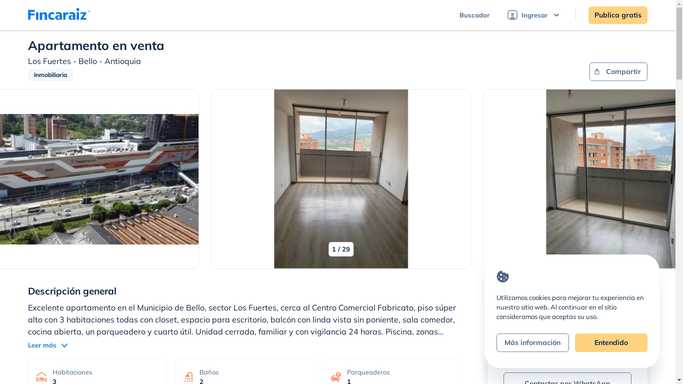 Fincaraiz
Buscador
Ingresar
Publica gratis
Apartamento en venta
Los Fuertes - Bello - Antioquia
Inmobiliaria
Compartir
1 / 29
Descripción general
Excelente apartamento en el Municipio de Bello, sector Los Fuertes, cerca al Centro Comercial Fabricato, piso súper
alto con 3 habitaciones todas con closet, espacio para escritorio, balcón con linda vista sin poniente, sala comedor,
cocina abierta, un parqueadero y cuarto útil. Unidad cerrada, familiar y con vigilancia 24 horas. Piscina, zonas...
Leer más
Habitaciones
3
Baños
2
Parqueaderos
1
Utilizamos cookies para mejorar tu experiencia en
nuestro sitio web. Al continuar en el sitio
consideramos que aceptas su uso.
Más información
Entendido
Contactar por WhatsApp